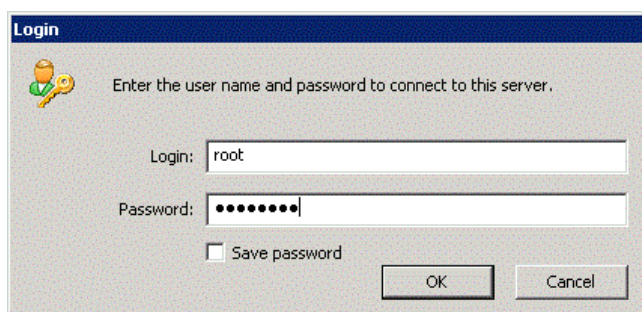 Login
Enter the user name and password to connect to this server.
Login: root
Password: ●●●●●●●●
Save password
OK Cancel